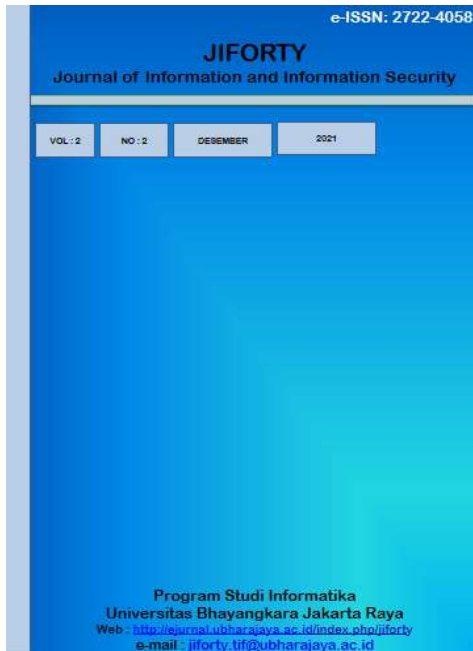 e-ISSN: 2722-4058
JIFORTY
Journal of Information and Information Security
VOL : 2 NO : 2 DESEMBER 2021
Program Studi Informatika
Universitas Bhayangkara Jakarta Raya
Web : http://ejurnal.ubharajaya.ac.id/index.php/jiforty
e-mail : jiforty.tif@ubharajaya.ac.id